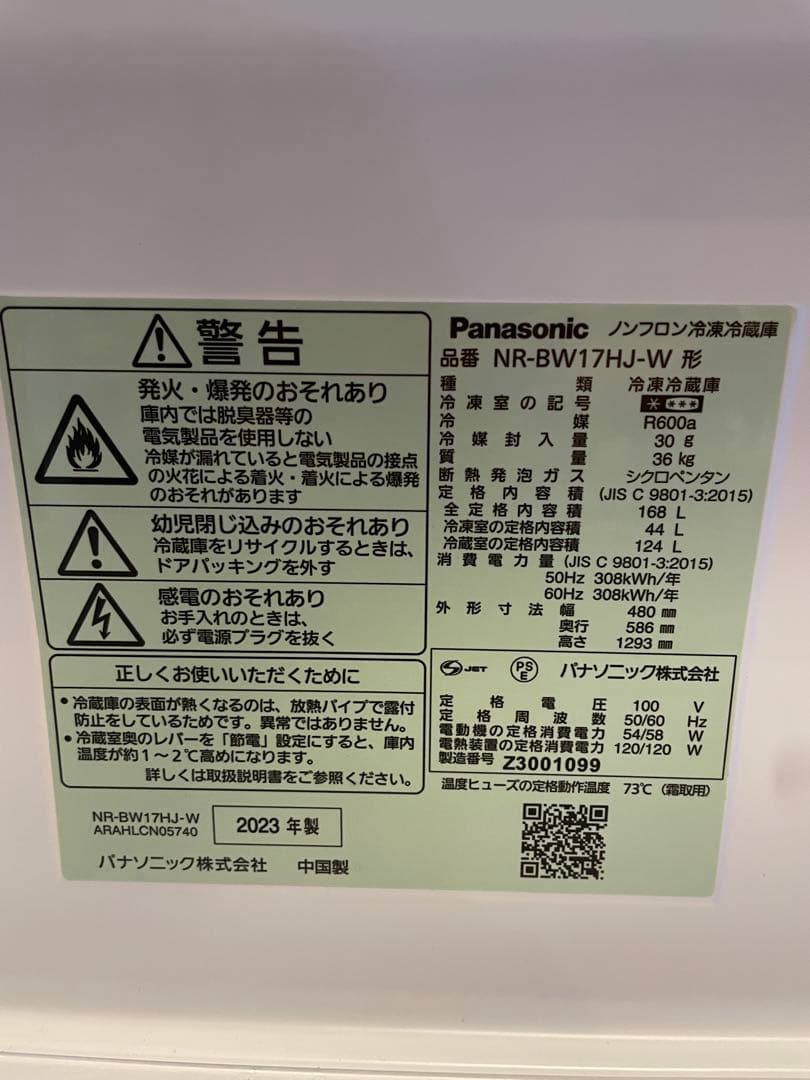 警告
発火・爆発のおそれあり
庫内では脱臭器等の
電気製品を使用しない
冷媒が漏れていると電気製品の接点
の火花による着火・着火による爆発
のおそれがあります
幼児閉じ込みのおそれあり
冷蔵庫をリサイクルするときは、
ドアパッキングを外す
感電のおそれあり
お手入れのときは、
必ず電源プラグを抜く
正しくお使いいただくために
・冷蔵庫の表面が熱くなるのは、放熱パイプで露付
防止をしているためです。異常ではありません。
・冷蔵室奥のレバーを「節電」設定にすると、庫内
温度が約1〜2℃高めになります。
詳しくは取扱説明書をご参照ください。
NR-BW17HJ-W
ARAHLCN05740
2023 年製
パナソニック株式会社 中国製
Panasonic ノンフロン冷凍冷蔵庫
品番 NR-BW17HJ-W 形
種類 冷凍冷蔵庫
冷凍室の記号 * ***
冷媒 R600a
冷媒封入量 30 g
質量 36 kg
断熱発泡ガス シクロペンタン
定格内容積 (JIS C 9801-3:2015)
全定格内容積 168 L
冷凍室の定格内容積 44 L
冷蔵室の定格内容積 124 L
消費電力量 (JIS C 9801-3:2015)
50Hz 308kWh/年
60Hz 308kWh/年
外形寸法 幅 480 mm
奥行 586 mm
高さ 1293 mm
S JET PS E パナソニック株式会社
定格電圧 100 V
定格周波数 50/60 Hz
電動機の定格消費電力 54/58 W
電熱装置の定格消費電力 120/120 W
製造番号 Z3001099
温度ヒューズの定格動作温度 73℃（霜取用）